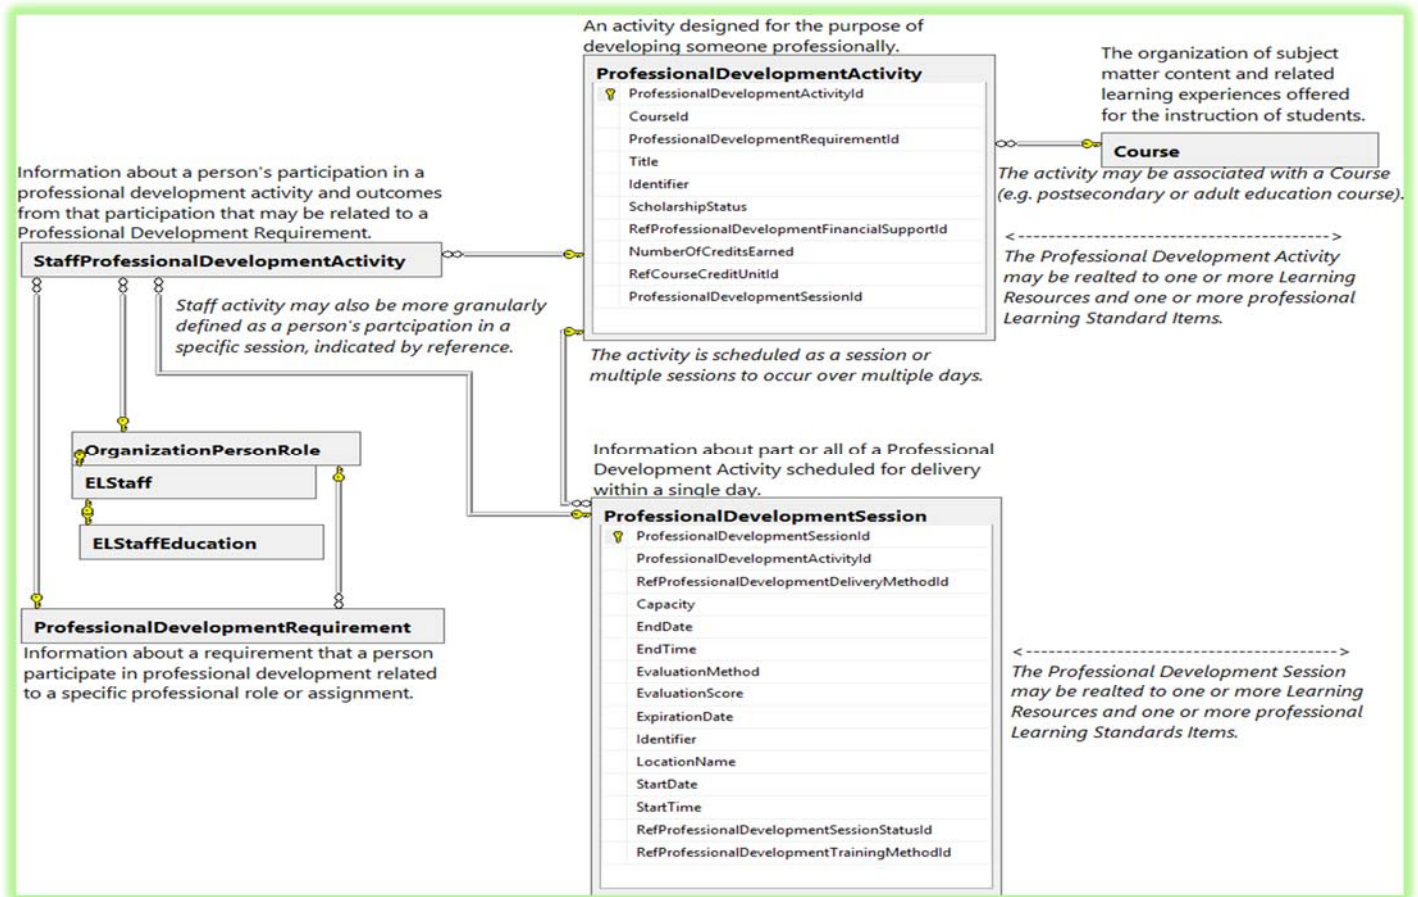 An activity designed for the purpose of
developing someone professionally.
ProfessionalDevelopmentActivity
ProfessionalDevelopmentActivityId
CourseId
ProfessionalDevelopmentRequirementId
Title
Identifier
ScholarshipStatus
RefProfessionalDevelopmentFinancialSupportId
NumberOfCreditsEarned
RefCourseCreditUnitId
ProfessionalDevelopmentSessionId
The activity is scheduled as a session or
multiple sessions to occur over multiple days.
The organization of subject
matter content and related
learning experiences offered
for the instruction of students.
Course
The activity may be associated with a Course
(e.g. postsecondary or adult education course).
<---------------------------------------->
The Professional Development Activity
may be realted to one or more Learning
Resources and one or more professional
Learning Standard Items.
Information about a person's participation in a
professional development activity and outcomes
from that participation that may be related to a
Professional Development Requirement.
StaffProfessionalDevelopmentActivity
Staff activity may also be more granularly
defined as a person's partcipation in a
specific session, indicated by reference.
OrganizationPersonRole
ELStaff
ELStaffEducation
ProfessionalDevelopmentRequirement
Information about a requirement that a person
participate in professional development related
to a specific professional role or assignment.
Information about part or all of a Professional
Development Activity scheduled for delivery
within a single day.
ProfessionalDevelopmentSession
ProfessionalDevelopmentSessionId
ProfessionalDevelopmentActivityId
RefProfessionalDevelopmentDeliveryMethodId
Capacity
EndDate
EndTime
EvaluationMethod
EvaluationScore
ExpirationDate
Identifier
LocationName
StartDate
StartTime
RefProfessionalDevelopmentSessionStatusId
RefProfessionalDevelopmentTrainingMethodId
<---------------------------------------->
The Professional Development Session
may be realted to one or more Learning
Resources and one or more professional
Learning Standards Items.